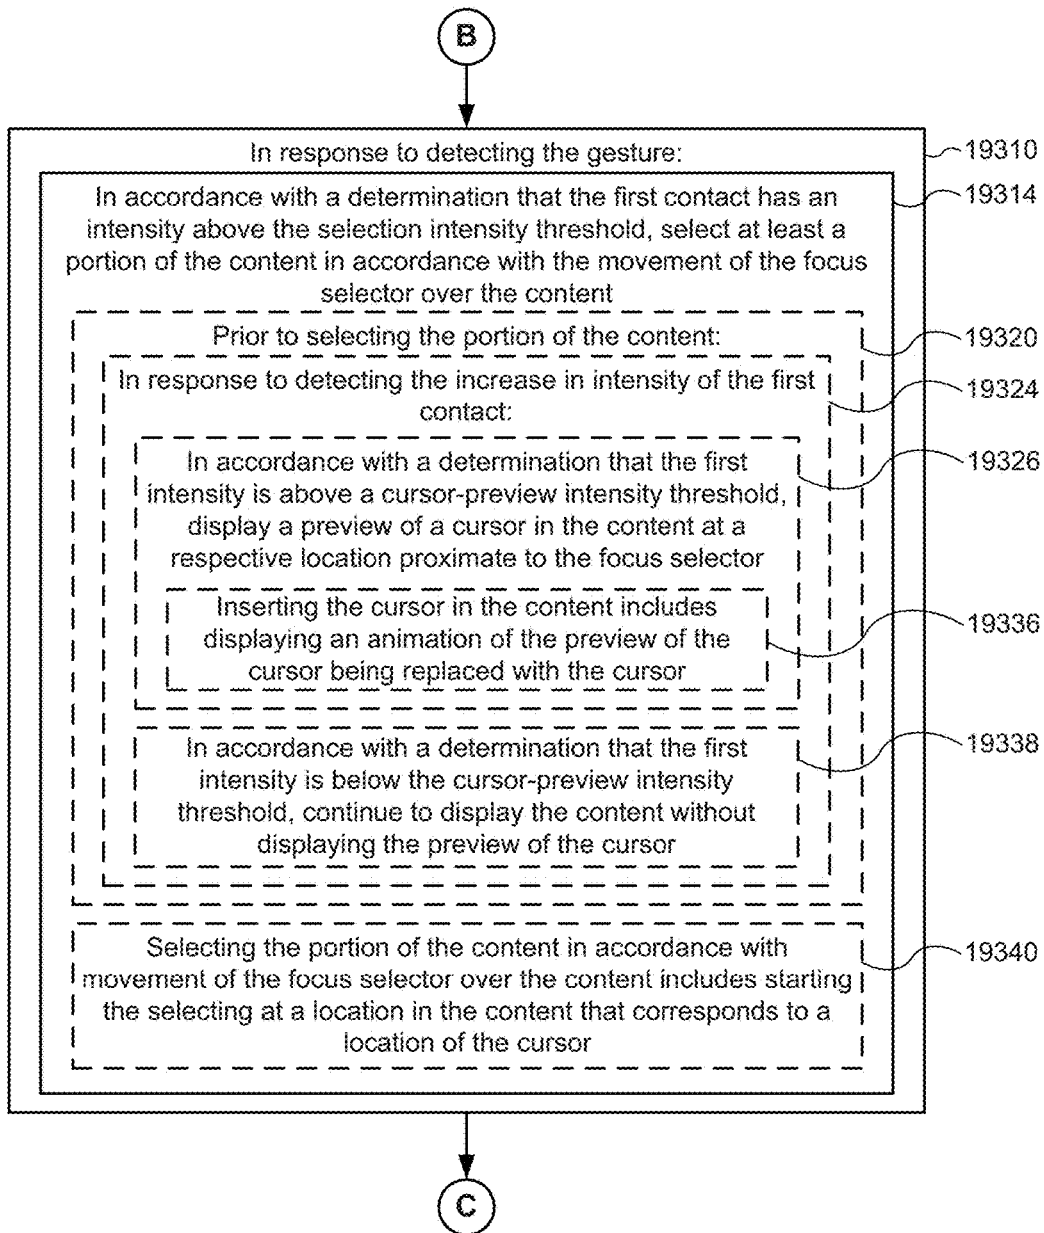 B
In response to detecting the gesture:
19310
In accordance with a determination that the first contact has an
19314
intensity above the selection intensity threshold, select at least a
portion of the content in accordance with the movement of the focus
selector over the content
Prior to selecting the portion of the content:
19320
In response to detecting the increase in intensity of the first
19324
contact:
In accordance with a determination that the first
19326
intensity is above a cursor-preview intensity threshold,
display a preview of a cursor in the content at a
respective location proximate to the focus selector
Inserting the cursor in the content includes
19336
displaying an animation of the preview of the
cursor being replaced with the cursor
In accordance with a determination that the first
19338
intensity is below the cursor-preview intensity
threshold, continue to display the content without
displaying the preview of the cursor
Selecting the portion of the content in accordance with
19340
movement of the focus selector over the content includes starting
the selecting at a location in the content that corresponds to a
location of the cursor
C